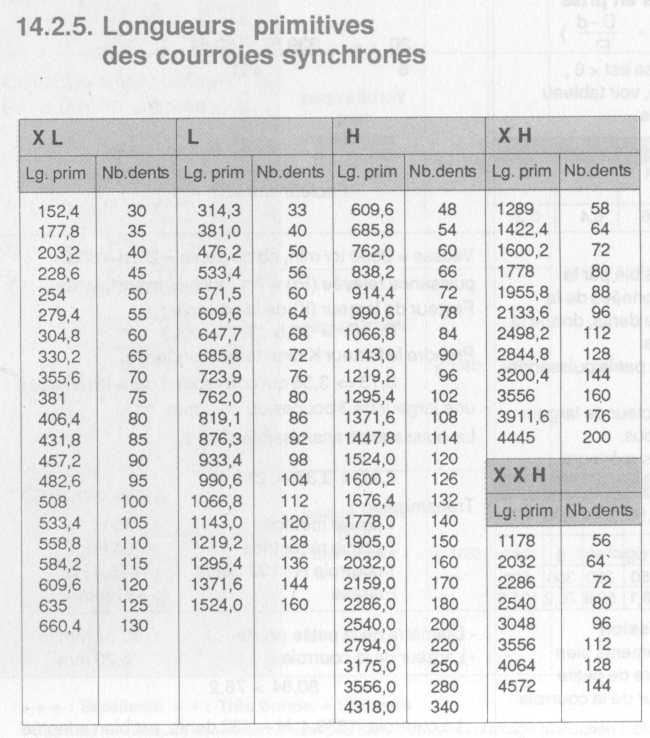 14.2.5. Longueurs primitives
des courroies synchrones
X L L H X H
Lg. prim Nb.dents Lg. prim Nb.dents Lg. prim Nb.dents Lg. prim Nb.dents
152,4 30 314,3 33 609,6 48 1289 58
177,8 35 381,0 40 685,8 54 1422,4 64
203,2 40 476,2 50 762,0 60 1600,2 72
228,6 45 533,4 56 838,2 66 1778 80
254 50 571,5 60 914,4 72 1955,8 88
279,4 55 609,6 64 990,6 78 2133,6 96
304,8 60 647,7 68 1066,8 84 2498,2 112
330,2 65 685,8 72 1143,0 90 2844,8 128
355,6 70 723,9 76 1219,2 96 3200,4 144
381 75 762,0 80 1295,4 102 3556 160
406,4 80 819,1 86 1371,6 108 3911,6 176
431,8 85 876,3 92 1447,8 114 4445 200
457,2 90 933,4 98 1524,0 120
482,6 95 990,6 104 1600,2 126 X X H
508 100 1066,8 112 1676,4 132
533,4 105 1143,0 120 1778,0 140 Lg. prim Nb.dents
558,8 110 1219,2 128 1905,0 150 1178 56
584,2 115 1295,4 136 2032,0 160 2032 64
609,6 120 1371,6 144 2159,0 170 2286 72
635 125 1524,0 160 2286,0 180 2540 80
660,4 130 2540,0 200 3048 96
2794,0 220 3556 112
3175,0 250 4064 128
3556,0 280 4572 144
4318,0 340